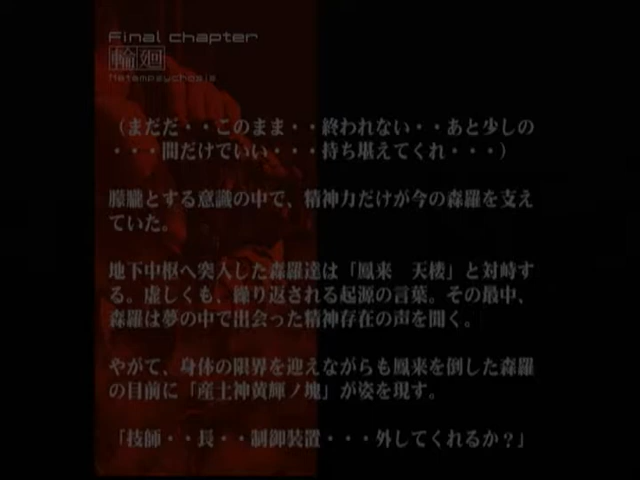 Final chapter
輪廻
Metempsychosis
（まだだ・・このまま・・終われない・・あと少しの
・・・間だけでいい・・・持ち堪えてくれ・・・）
朦朧とする意識の中で、精神力だけが今の森羅を支え
ていた。
地下中枢へ突入した森羅達は「鳳来　天楼」と対峙す
る。虚しくも、繰り返される起源の言葉。その最中、
森羅は夢の中で出会った精神存在の声を聞く。
やがて、身体の限界を迎えながらも鳳来を倒した森羅
の目前に「産土神黄輝ノ塊」が姿を現す。
「技師・・長・・制御装置・・・外してくれるか？」